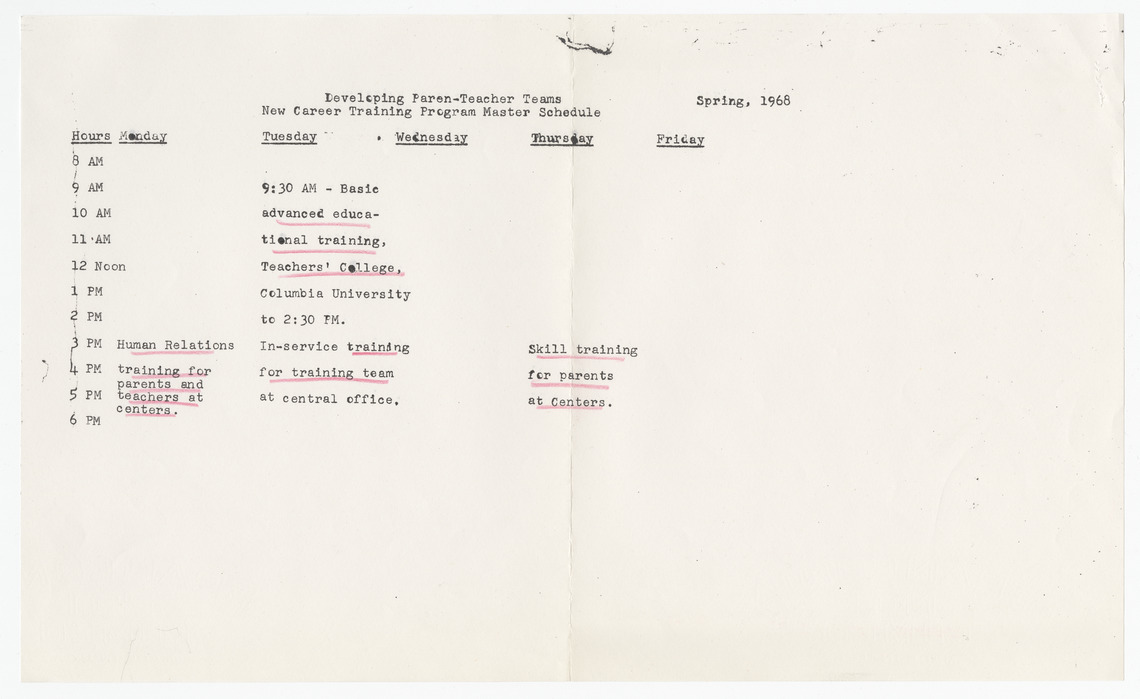 Developing Paren-Teacher Teams Spring, 1968
New Career Training Program Master Schedule
Hours Monday Tuesday Wednesday Thursday Friday
8 AM
9 AM 9:30 AM - Basic
10 AM advanced educa-
11 AM tional training,
12 Noon Teachers' College,
1 PM Columbia University
2 PM to 2:30 PM.
3 PM Human Relations In-service training Skill training
4 PM training for for training team for parents
parents and
5 PM teachers at at central office. at Centers.
centers.
6 PM